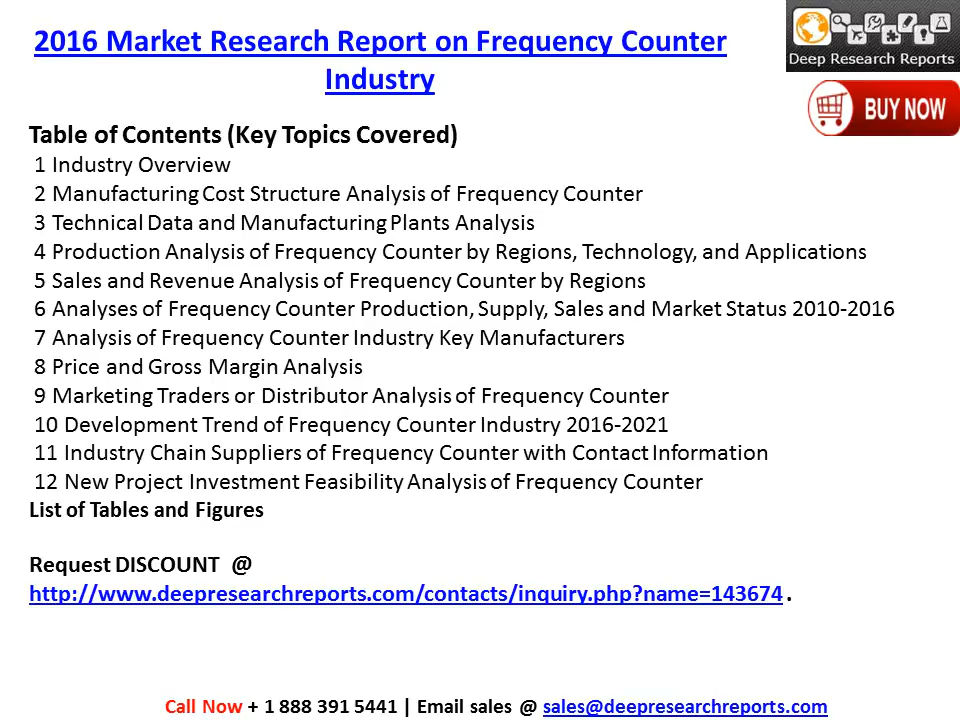 2016 Market Research Report on Frequency Counter
Industry
Deep Research Reports
BUY NOW
Table of Contents (Key Topics Covered)
1 Industry Overview
2 Manufacturing Cost Structure Analysis of Frequency Counter
3 Technical Data and Manufacturing Plants Analysis
4 Production Analysis of Frequency Counter by Regions, Technology, and Applications
5 Sales and Revenue Analysis of Frequency Counter by Regions
6 Analyses of Frequency Counter Production, Supply, Sales and Market Status 2010-2016
7 Analysis of Frequency Counter Industry Key Manufacturers
8 Price and Gross Margin Analysis
9 Marketing Traders or Distributor Analysis of Frequency Counter
10 Development Trend of Frequency Counter Industry 2016-2021
11 Industry Chain Suppliers of Frequency Counter with Contact Information
12 New Project Investment Feasibility Analysis of Frequency Counter
List of Tables and Figures
Request DISCOUNT @
http://www.deepresearchreports.com/contacts/inquiry.php?name=143674 .
Call Now + 1 888 391 5441 | Email sales @ sales@deepresearchreports.com